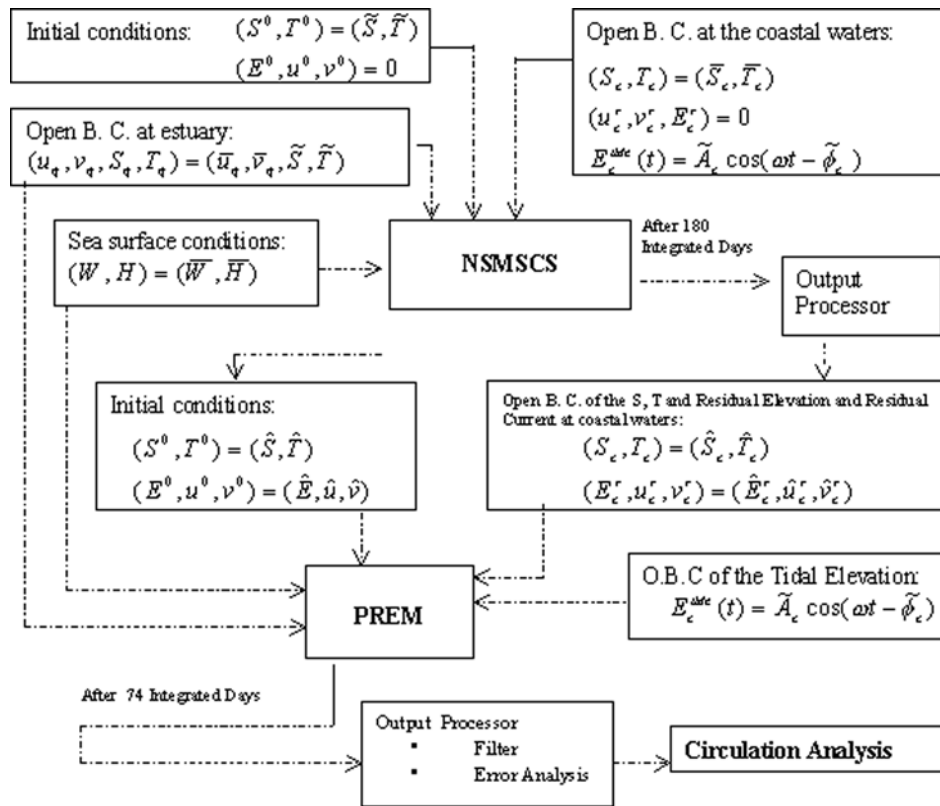 Initial conditions: (S⁰, T⁰) = (S̃, T̃)
(E⁰, u⁰, v⁰) = 0
Open B. C. at the coastal waters:
(S_c, T_c) = (S̅_c, T̅_c)
(u_c^r, v_c^r, E_c^r) = 0
E_c^tide (t) = Ã_c cos(ωt − φ̃_c)
Open B. C. at estuary:
(u_q, v_q, S_q, T_q) = (u̅_q, v̅_q, S̃, T̃)
Sea surface conditions:
(W, H) = (W̅, H̅)
NSMSCS
After 180
Integrated Days
Output
Processor
Initial conditions:
(S⁰, T⁰) = (Ŝ, T̂)
(E⁰, u⁰, v⁰) = (Ê, û, v̂)
Open B. C. of the S, T and Residual Elevation and Residual
Current at coastal waters:
(S_c, T_c) = (Ŝ_c, T̂_c)
(E_c^r, u_c^r, v_c^r) = (Ê_c^r, û_c^r, v̂_c^r)
PREM
O.B.C of the Tidal Elevation:
E_c^tide (t) = Ã_c cos(ωt − φ̃_c)
After 74 Integrated Days
Output Processor
▪ Filter
▪ Error Analysis
Circulation Analysis